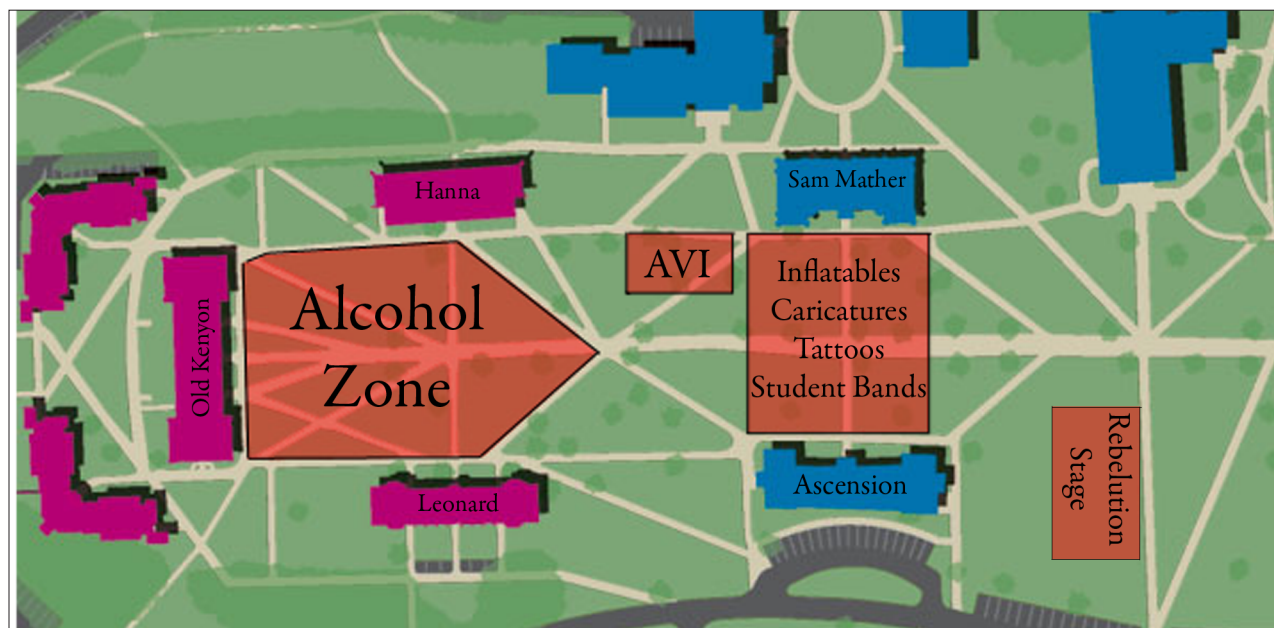 Hanna
Sam Mather
Old Kenyon
Alcohol
Zone
AVI
Inflatables
Caricatures
Tattoos
Student Bands
Rebelution
Stage
Leonard
Ascension